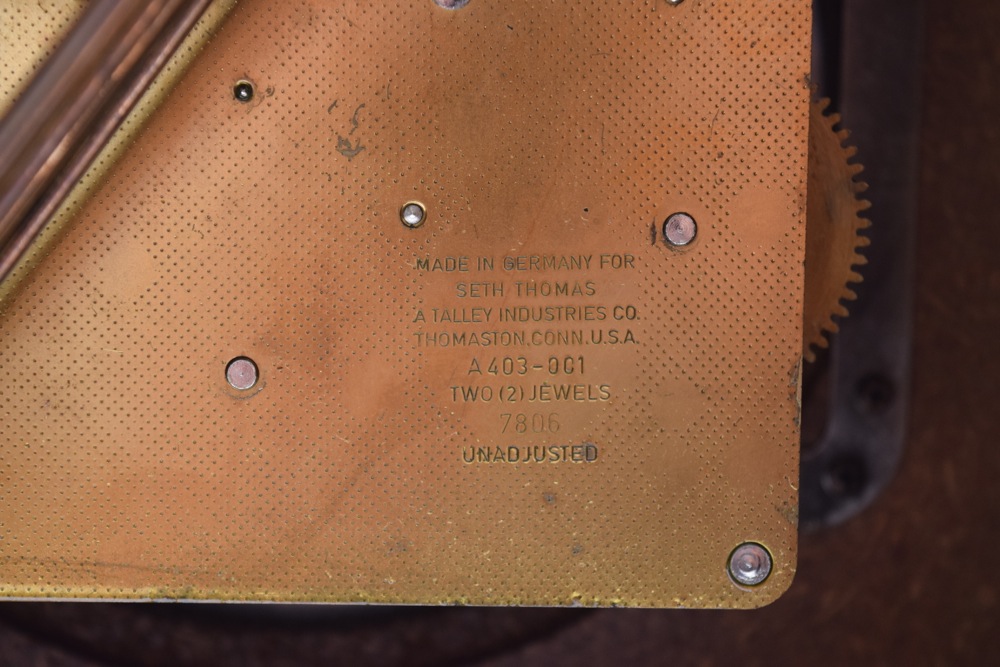 MADE IN GERMANY FOR
SETH THOMAS
A TALLEY INDUSTRIES CO.
THOMASTON.CONN.U.S.A.
A403-001
TWO (2) JEWELS
7806
UNADJUSTED